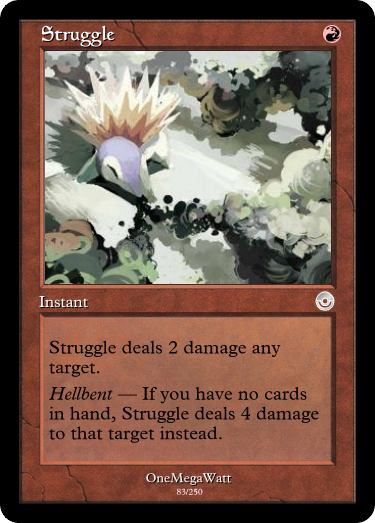 Struggle
Instant
Struggle deals 2 damage any
target.
Hellbent — If you have no cards
in hand, Struggle deals 4 damage
to that target instead.
OneMegaWatt
83/250